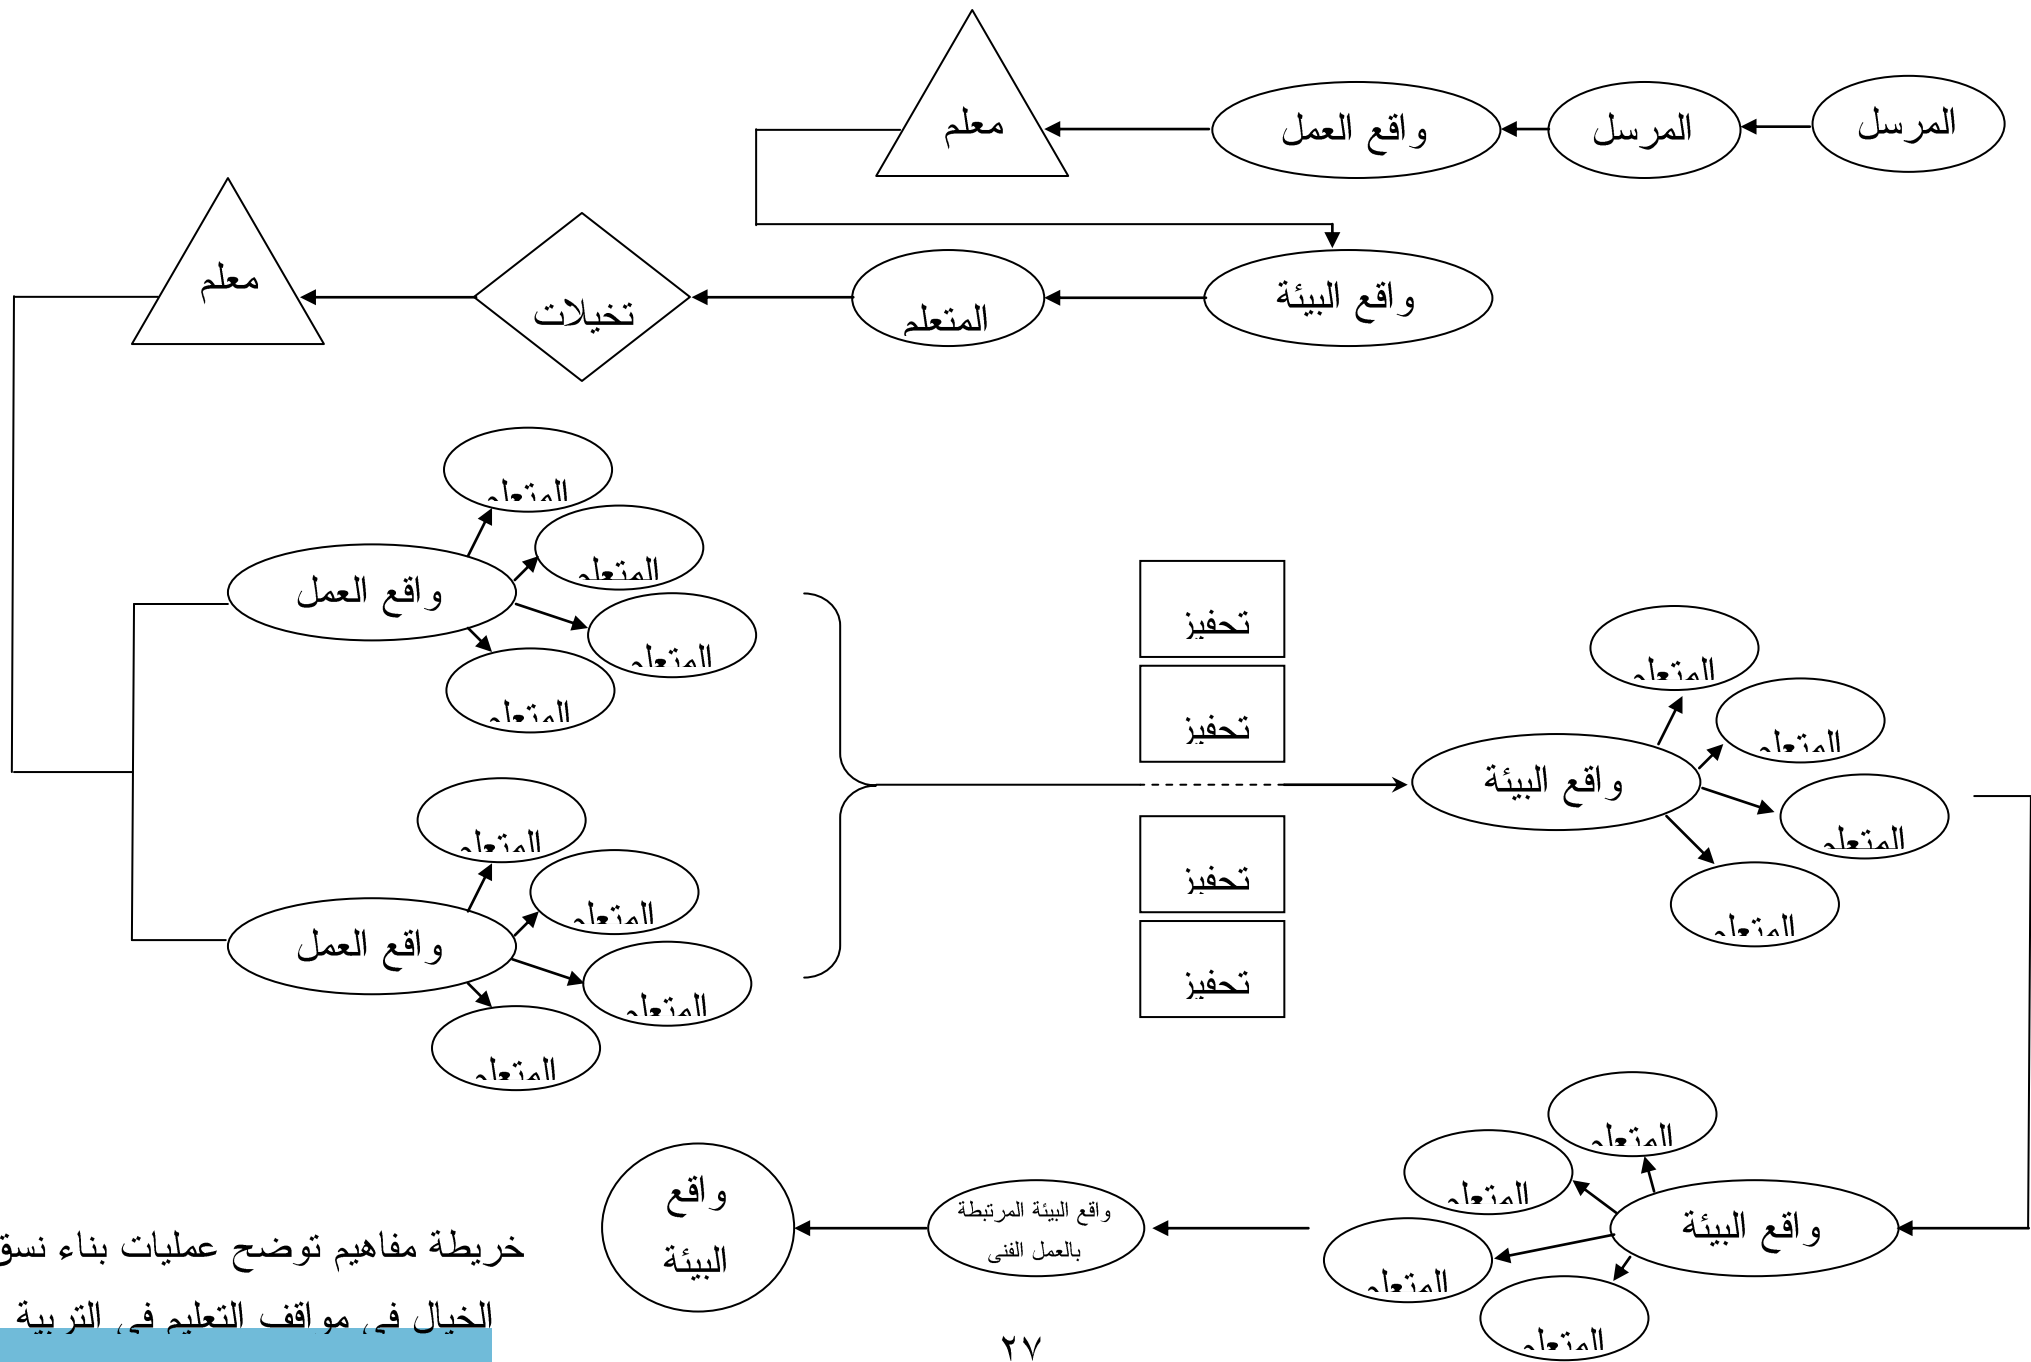 المرسل
المرسل
واقع العمل
معلم
واقع البيئة
المتعلم
تخيلات
معلم
المتعلم
المتعلم
واقع العمل
المتعلم
المتعلم
تحفيز
تحفيز
المتعلم
المتعلم
واقع البيئة
المتعلم
المتعلم
المتعلم
المتعلم
واقع العمل
المتعلم
المتعلم
تحفيز
تحفيز
المتعلم
المتعلم
واقع البيئة
المتعلم
المتعلم
واقع البيئة المرتبطة
بالعمل الفنى
واقع
البيئة
خريطة مفاهيم توضح عمليات بناء نسق
الخيال فى مواقف التعليم فى التربية
٢٧